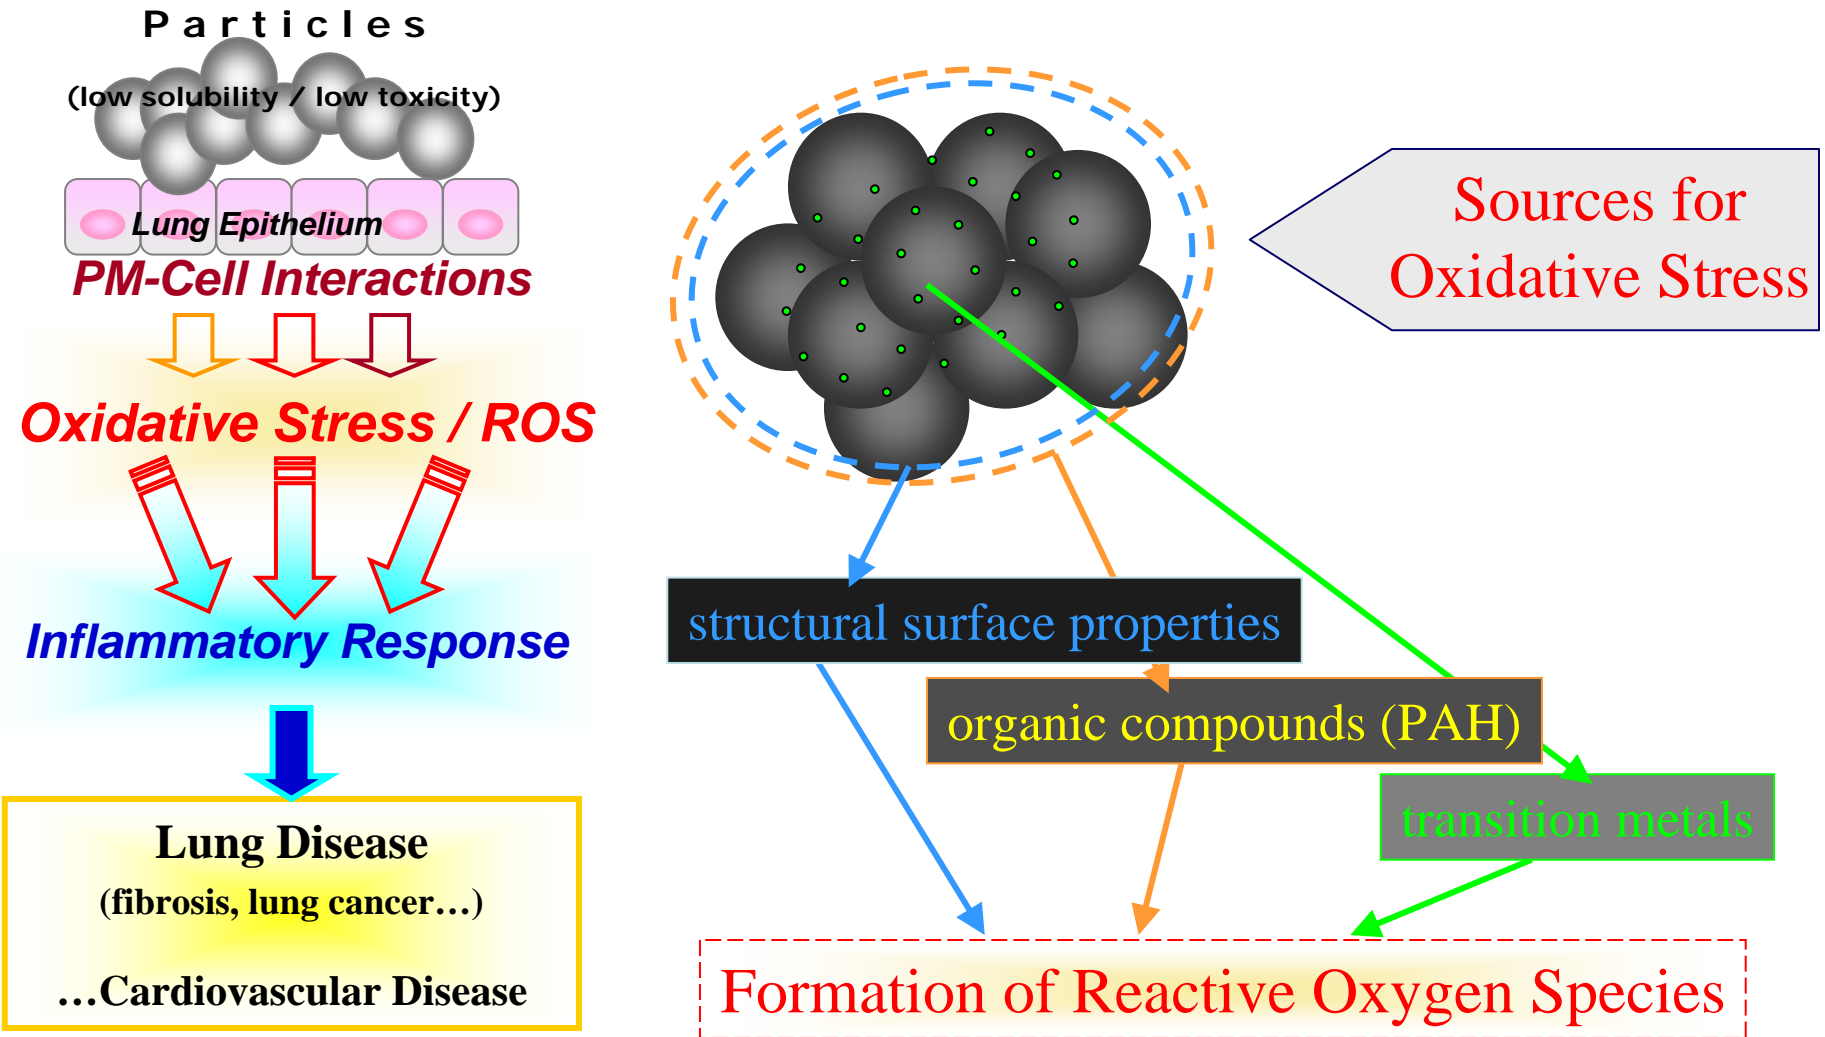 Particles
(low solubility / low toxicity)
Lung Epithelium
PM-Cell Interactions
Oxidative Stress / ROS
Inflammatory Response
Lung Disease
(fibrosis, lung cancer…)
…Cardiovascular Disease
Sources for
Oxidative Stress
structural surface properties
organic compounds (PAH)
transition metals
Formation of Reactive Oxygen Species